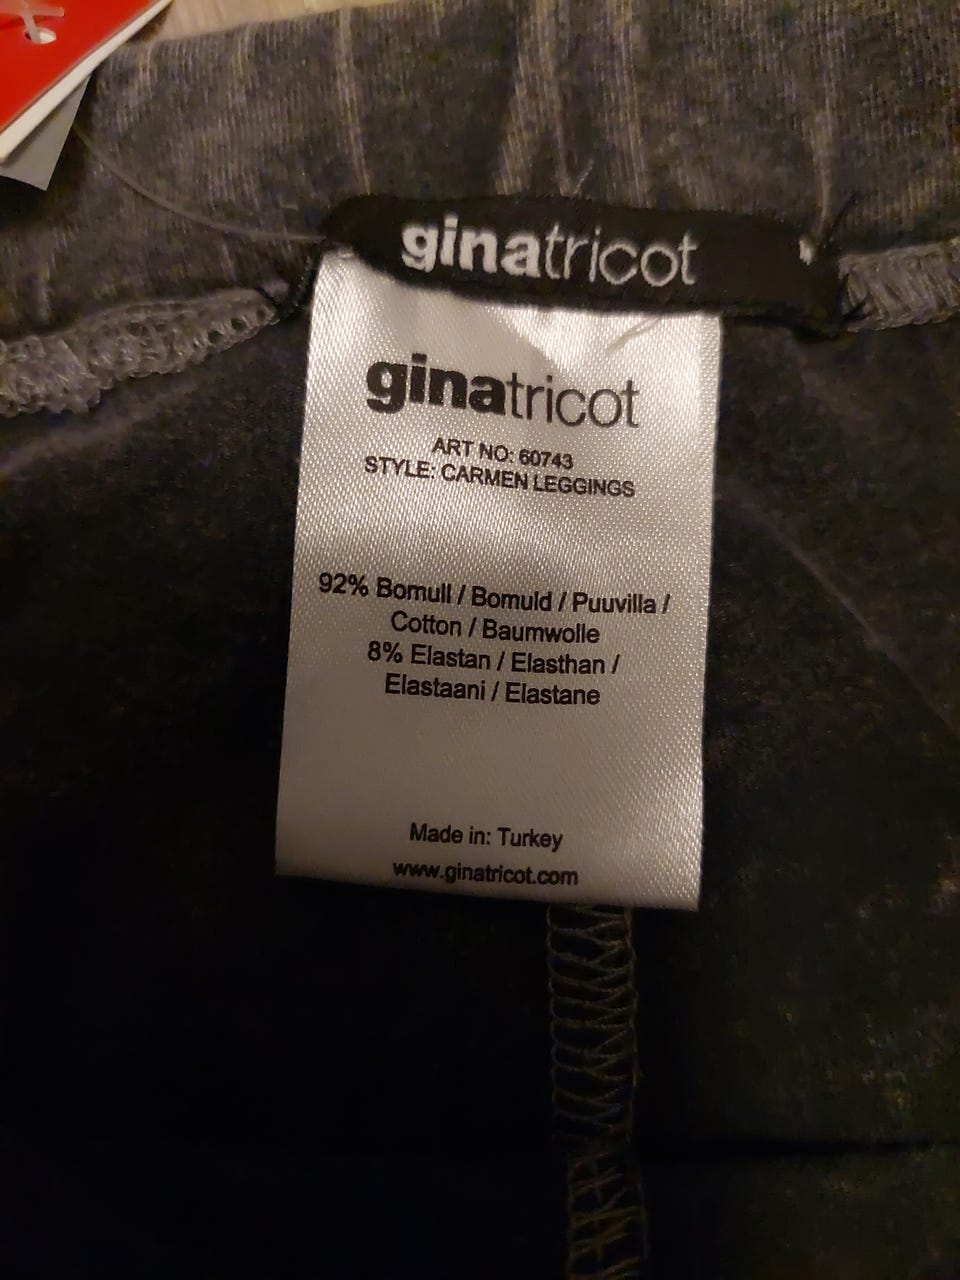 ginatricot
ginatricot
ART NO: 60743
STYLE: CARMEN LEGGINGS
92% Bomull / Bomuld / Puuvilla /
Cotton / Baumwolle
8% Elastan / Elasthan /
Elastaani / Elastane
Made in: Turkey
www.ginatricot.com